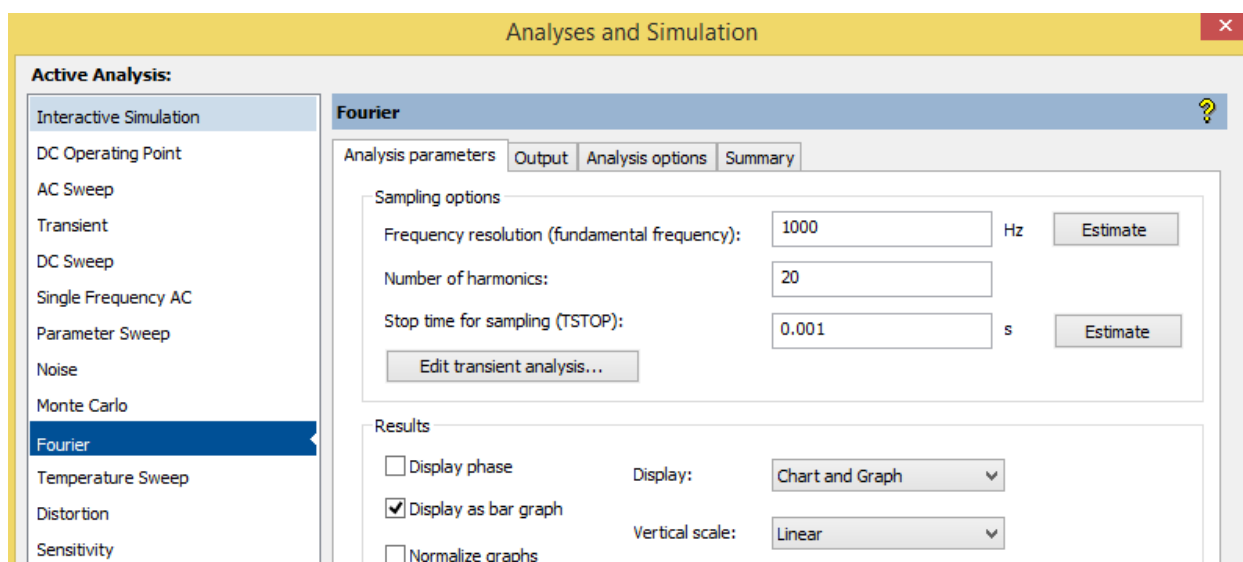 Analyses and Simulation
Active Analysis:
Interactive Simulation
DC Operating Point
AC Sweep
Transient
DC Sweep
Single Frequency AC
Parameter Sweep
Noise
Monte Carlo
Fourier
Temperature Sweep
Distortion
Sensitivity
Fourier
Analysis parameters Output Analysis options Summary
Sampling options
Frequency resolution (fundamental frequency): 1000 Hz Estimate
Number of harmonics: 20
Stop time for sampling (TSTOP): 0.001 s Estimate
Edit transient analysis...
Results
Display phase Display: Chart and Graph
Display as bar graph
Vertical scale: Linear
Normalize graphs